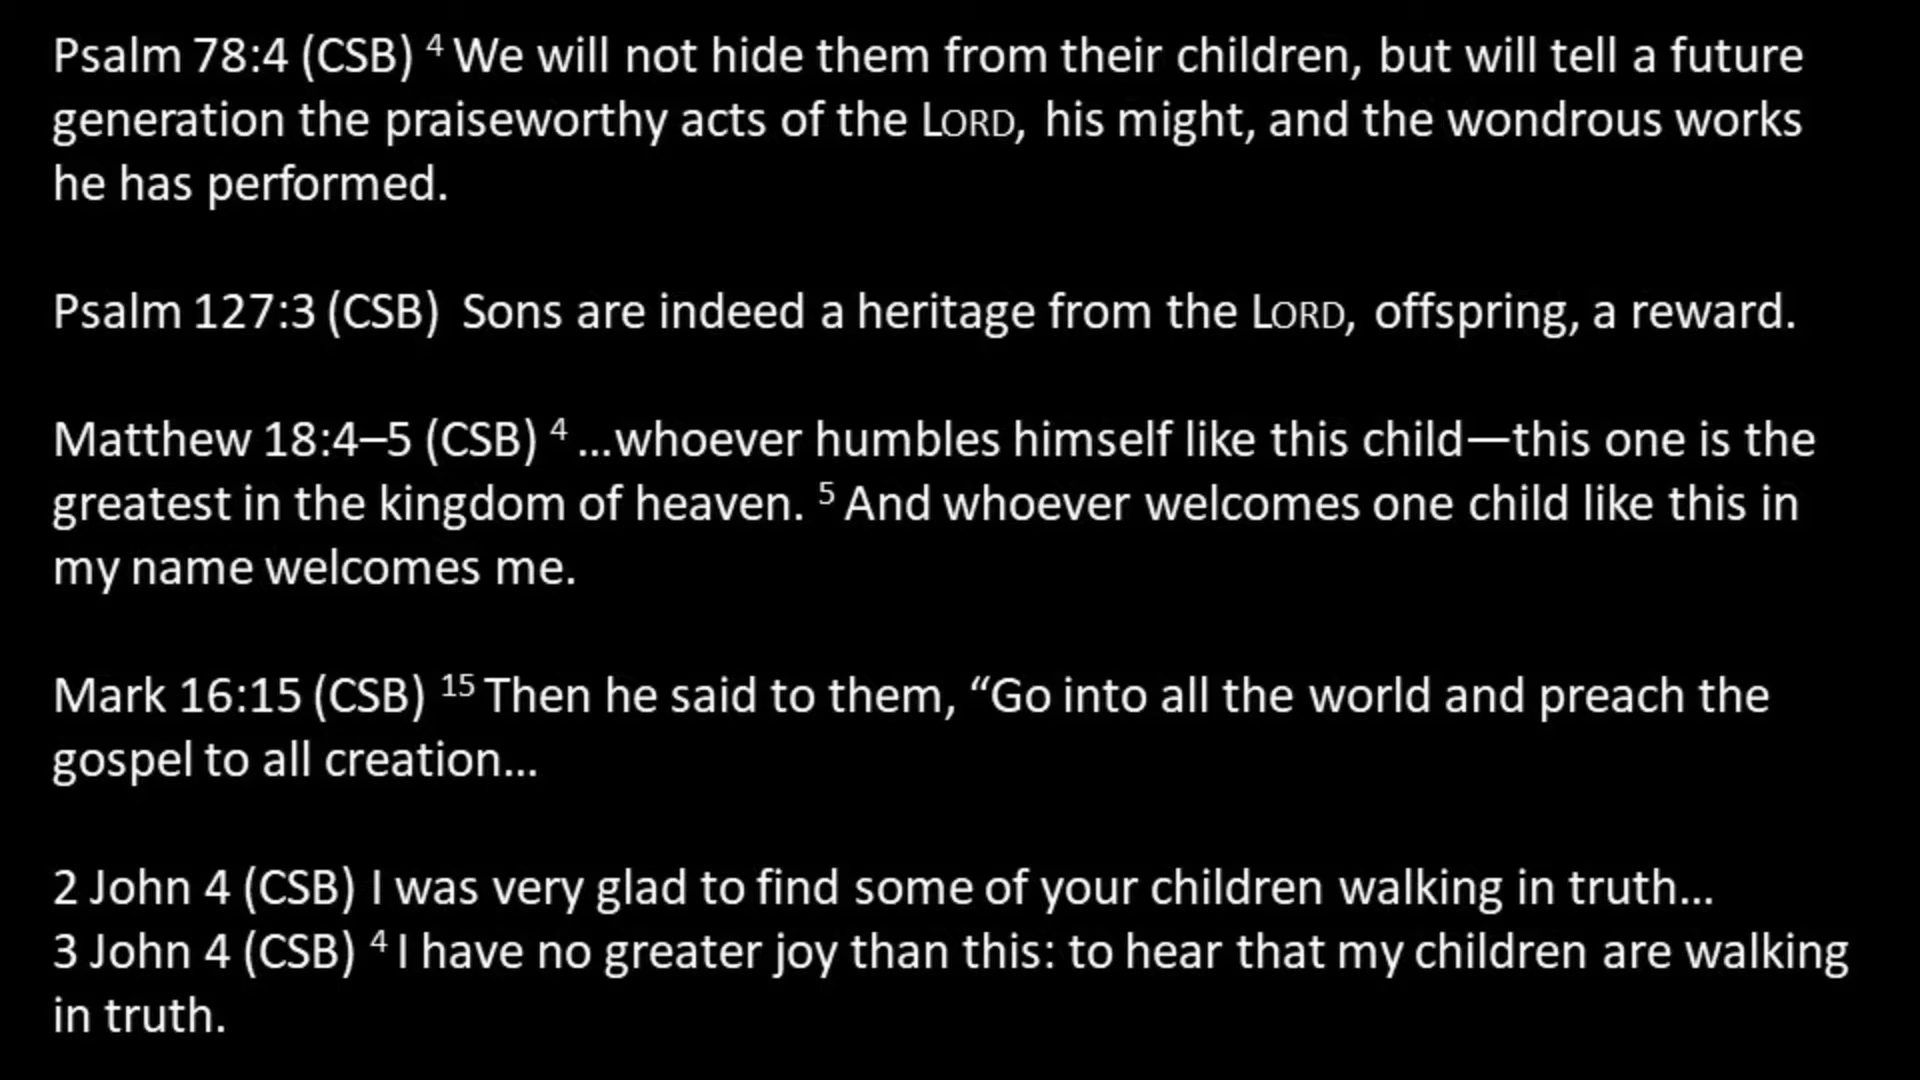 Psalm 78:4 (CSB) ⁴ We will not hide them from their children, but will tell a future
generation the praiseworthy acts of the LORD, his might, and the wondrous works
he has performed.
Psalm 127:3 (CSB) Sons are indeed a heritage from the LORD, offspring, a reward.
Matthew 18:4–5 (CSB) ⁴ ...whoever humbles himself like this child—this one is the
greatest in the kingdom of heaven. ⁵ And whoever welcomes one child like this in
my name welcomes me.
Mark 16:15 (CSB) ¹⁵ Then he said to them, “Go into all the world and preach the
gospel to all creation...
2 John 4 (CSB) I was very glad to find some of your children walking in truth...
3 John 4 (CSB) ⁴ I have no greater joy than this: to hear that my children are walking
in truth.